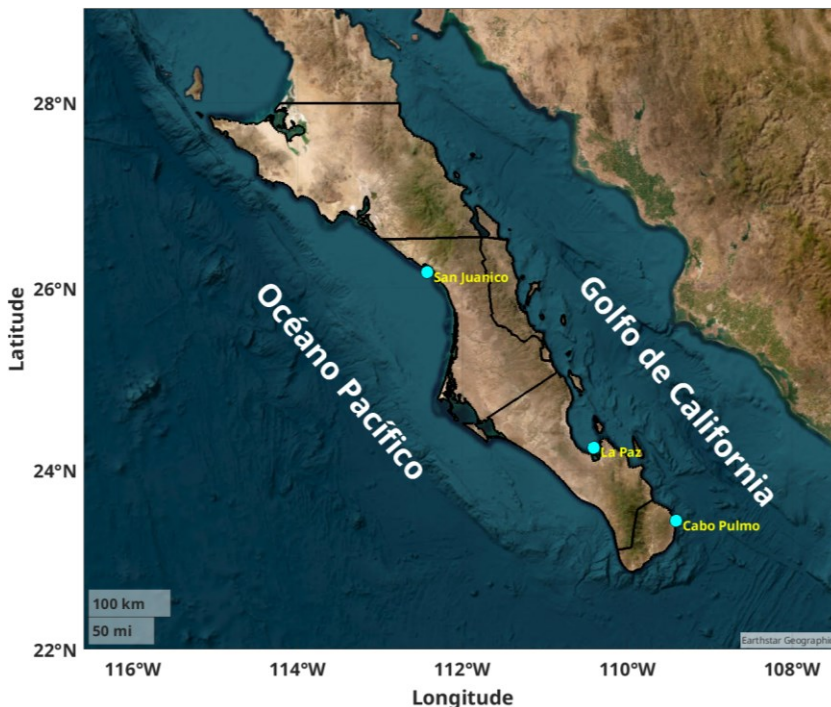 28°N
San Juanico
26°N
Golfo de California
Latitude
Océano Pacífico
24°N
La Paz
Cabo Pulmo
100 km
50 mi
Earthstar Geographic
22°N
116°W
114°W
112°W
110°W
108°W
Longitude